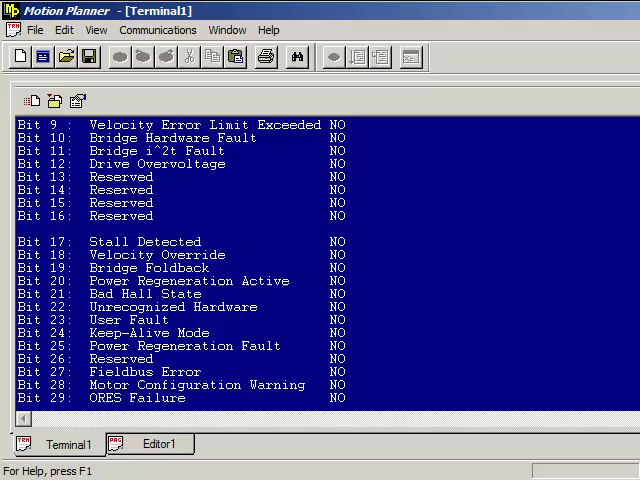 Motion Planner - [Terminal1]
File Edit View Communications Window Help
Bit 9 : Velocity Error Limit Exceeded NO
Bit 10: Bridge Hardware Fault NO
Bit 11: Bridge i^2t Fault NO
Bit 12: Drive Overvoltage NO
Bit 13: Reserved NO
Bit 14: Reserved NO
Bit 15: Reserved NO
Bit 16: Reserved NO
Bit 17: Stall Detected NO
Bit 18: Velocity Override NO
Bit 19: Bridge Foldback NO
Bit 20: Power Regeneration Active NO
Bit 21: Bad Hall State NO
Bit 22: Unrecognized Hardware NO
Bit 23: User Fault NO
Bit 24: Keep-Alive Mode NO
Bit 25: Power Regeneration Fault NO
Bit 26: Reserved NO
Bit 27: Fieldbus Error NO
Bit 28: Motor Configuration Warning NO
Bit 29: ORES Failure NO
TRM Terminal1 PRG Editor1
For Help, press F1